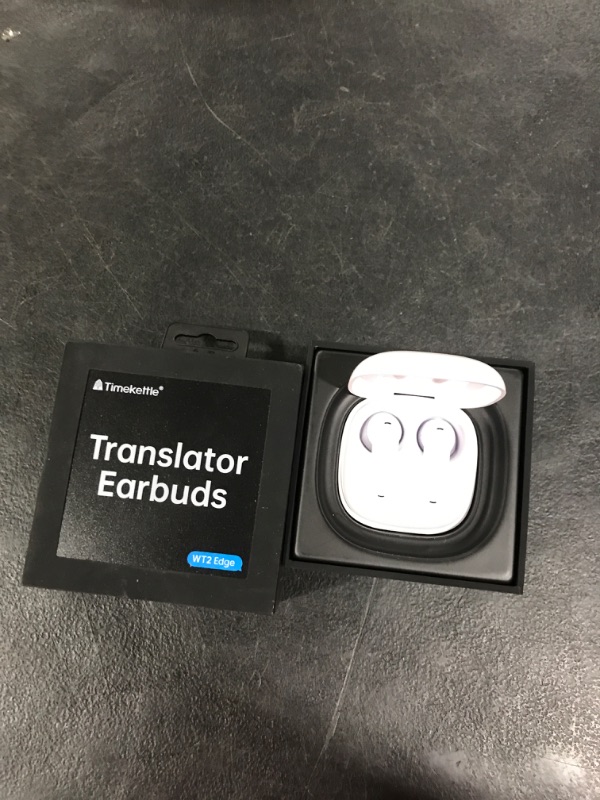 Timekettle®
Translator
Earbuds
WT2 Edge